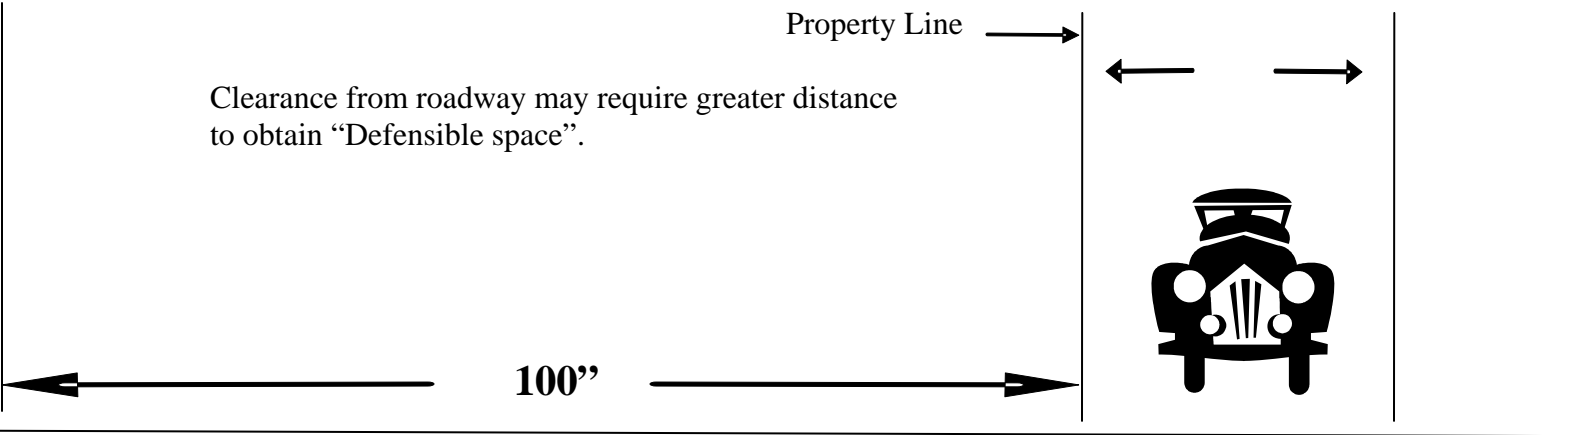 Property Line
Clearance from roadway may require greater distance
to obtain “Defensible space”.
100”